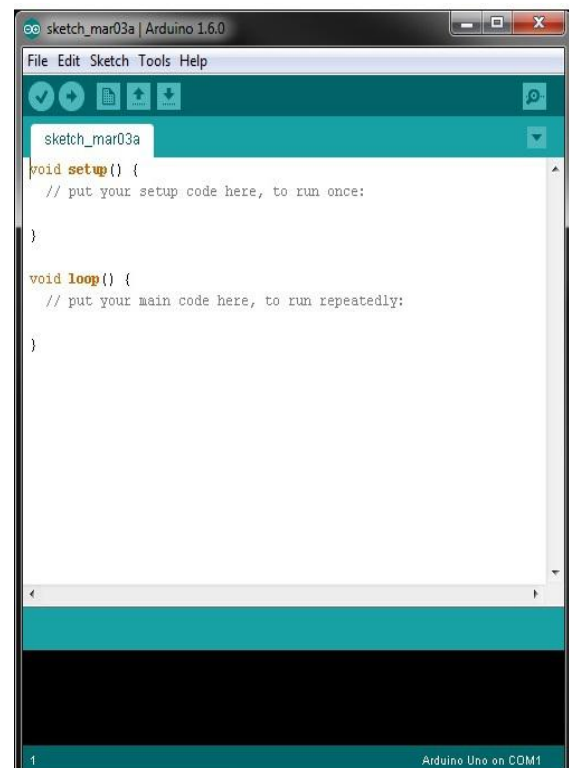 sketch_mar03a | Arduino 1.6.0
File Edit Sketch Tools Help
sketch_mar03a
void setup() {
  // put your setup code here, to run once:
}
void loop() {
  // put your main code here, to run repeatedly:
}
1
Arduino Uno on COM1